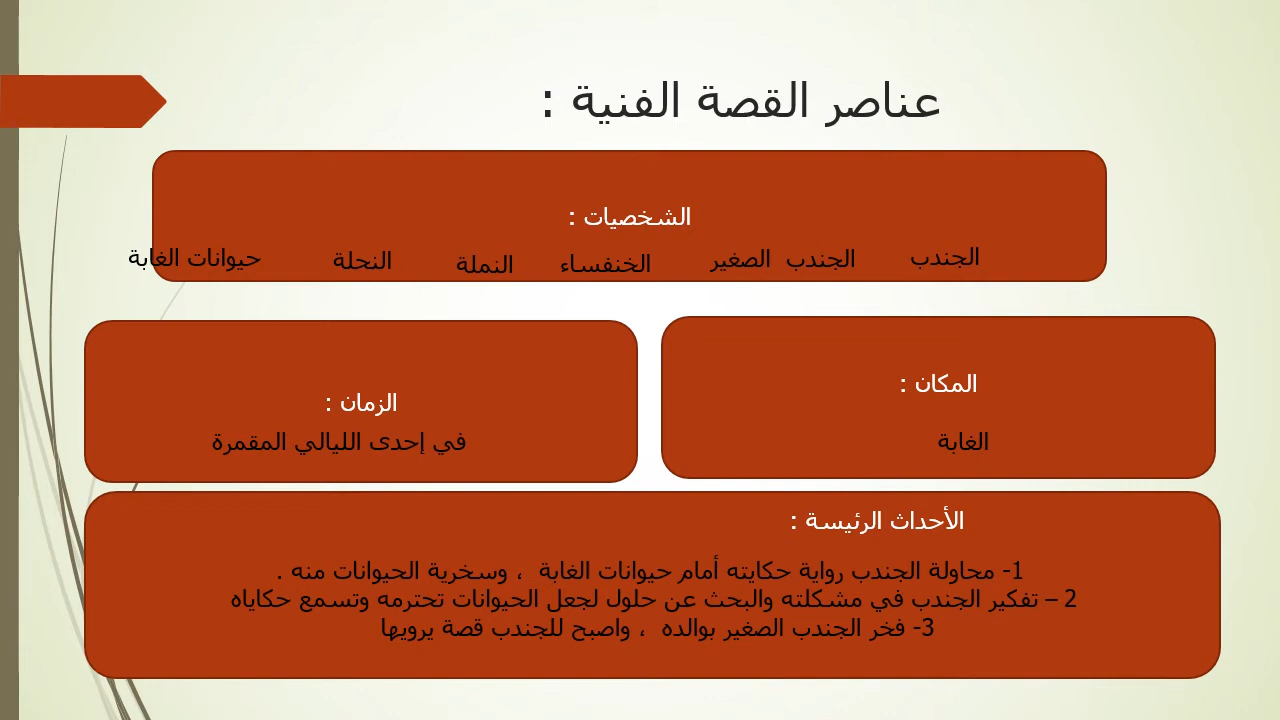 عناصر القصة الفنية :
الشخصيات :
الجندب الجندب الصغير الخنفساء النملة النحلة حيوانات الغابة
المكان :
الغابة
الزمان :
في إحدى الليالي المقمرة
الأحداث الرئيسة :
1- محاولة الجندب رواية حكايته أمام حيوانات الغابة ، وسخرية الحيوانات منه .
2 – تفكير الجندب في مشكلته والبحث عن حلول لجعل الحيوانات تحترمه وتسمع حكاياه
3- فخر الجندب الصغير بوالده ، واصبح للجندب قصة يرويها